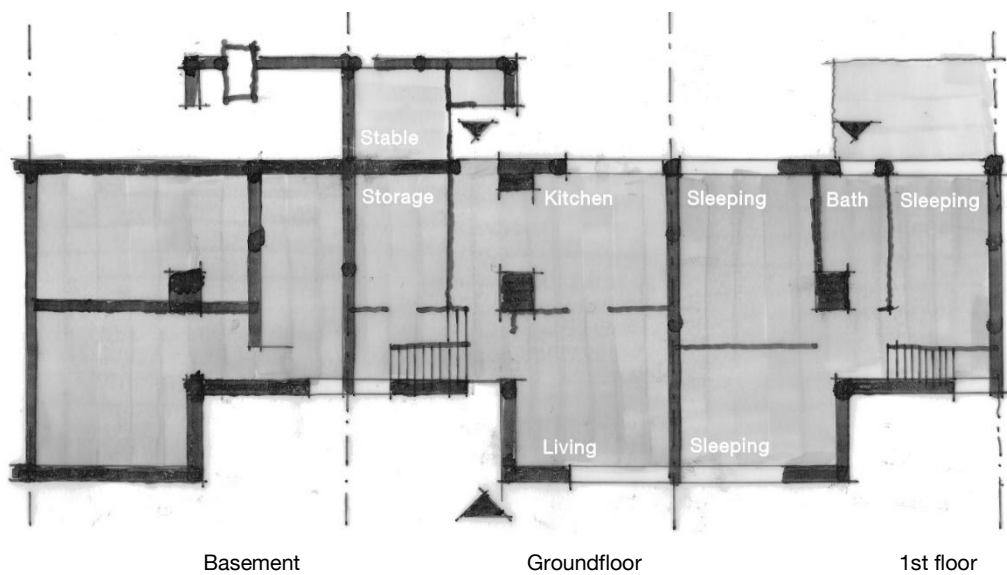 Stable
Storage
Kitchen
Sleeping
Bath
Sleeping
Living
Sleeping
Basement
Groundfloor
1st floor